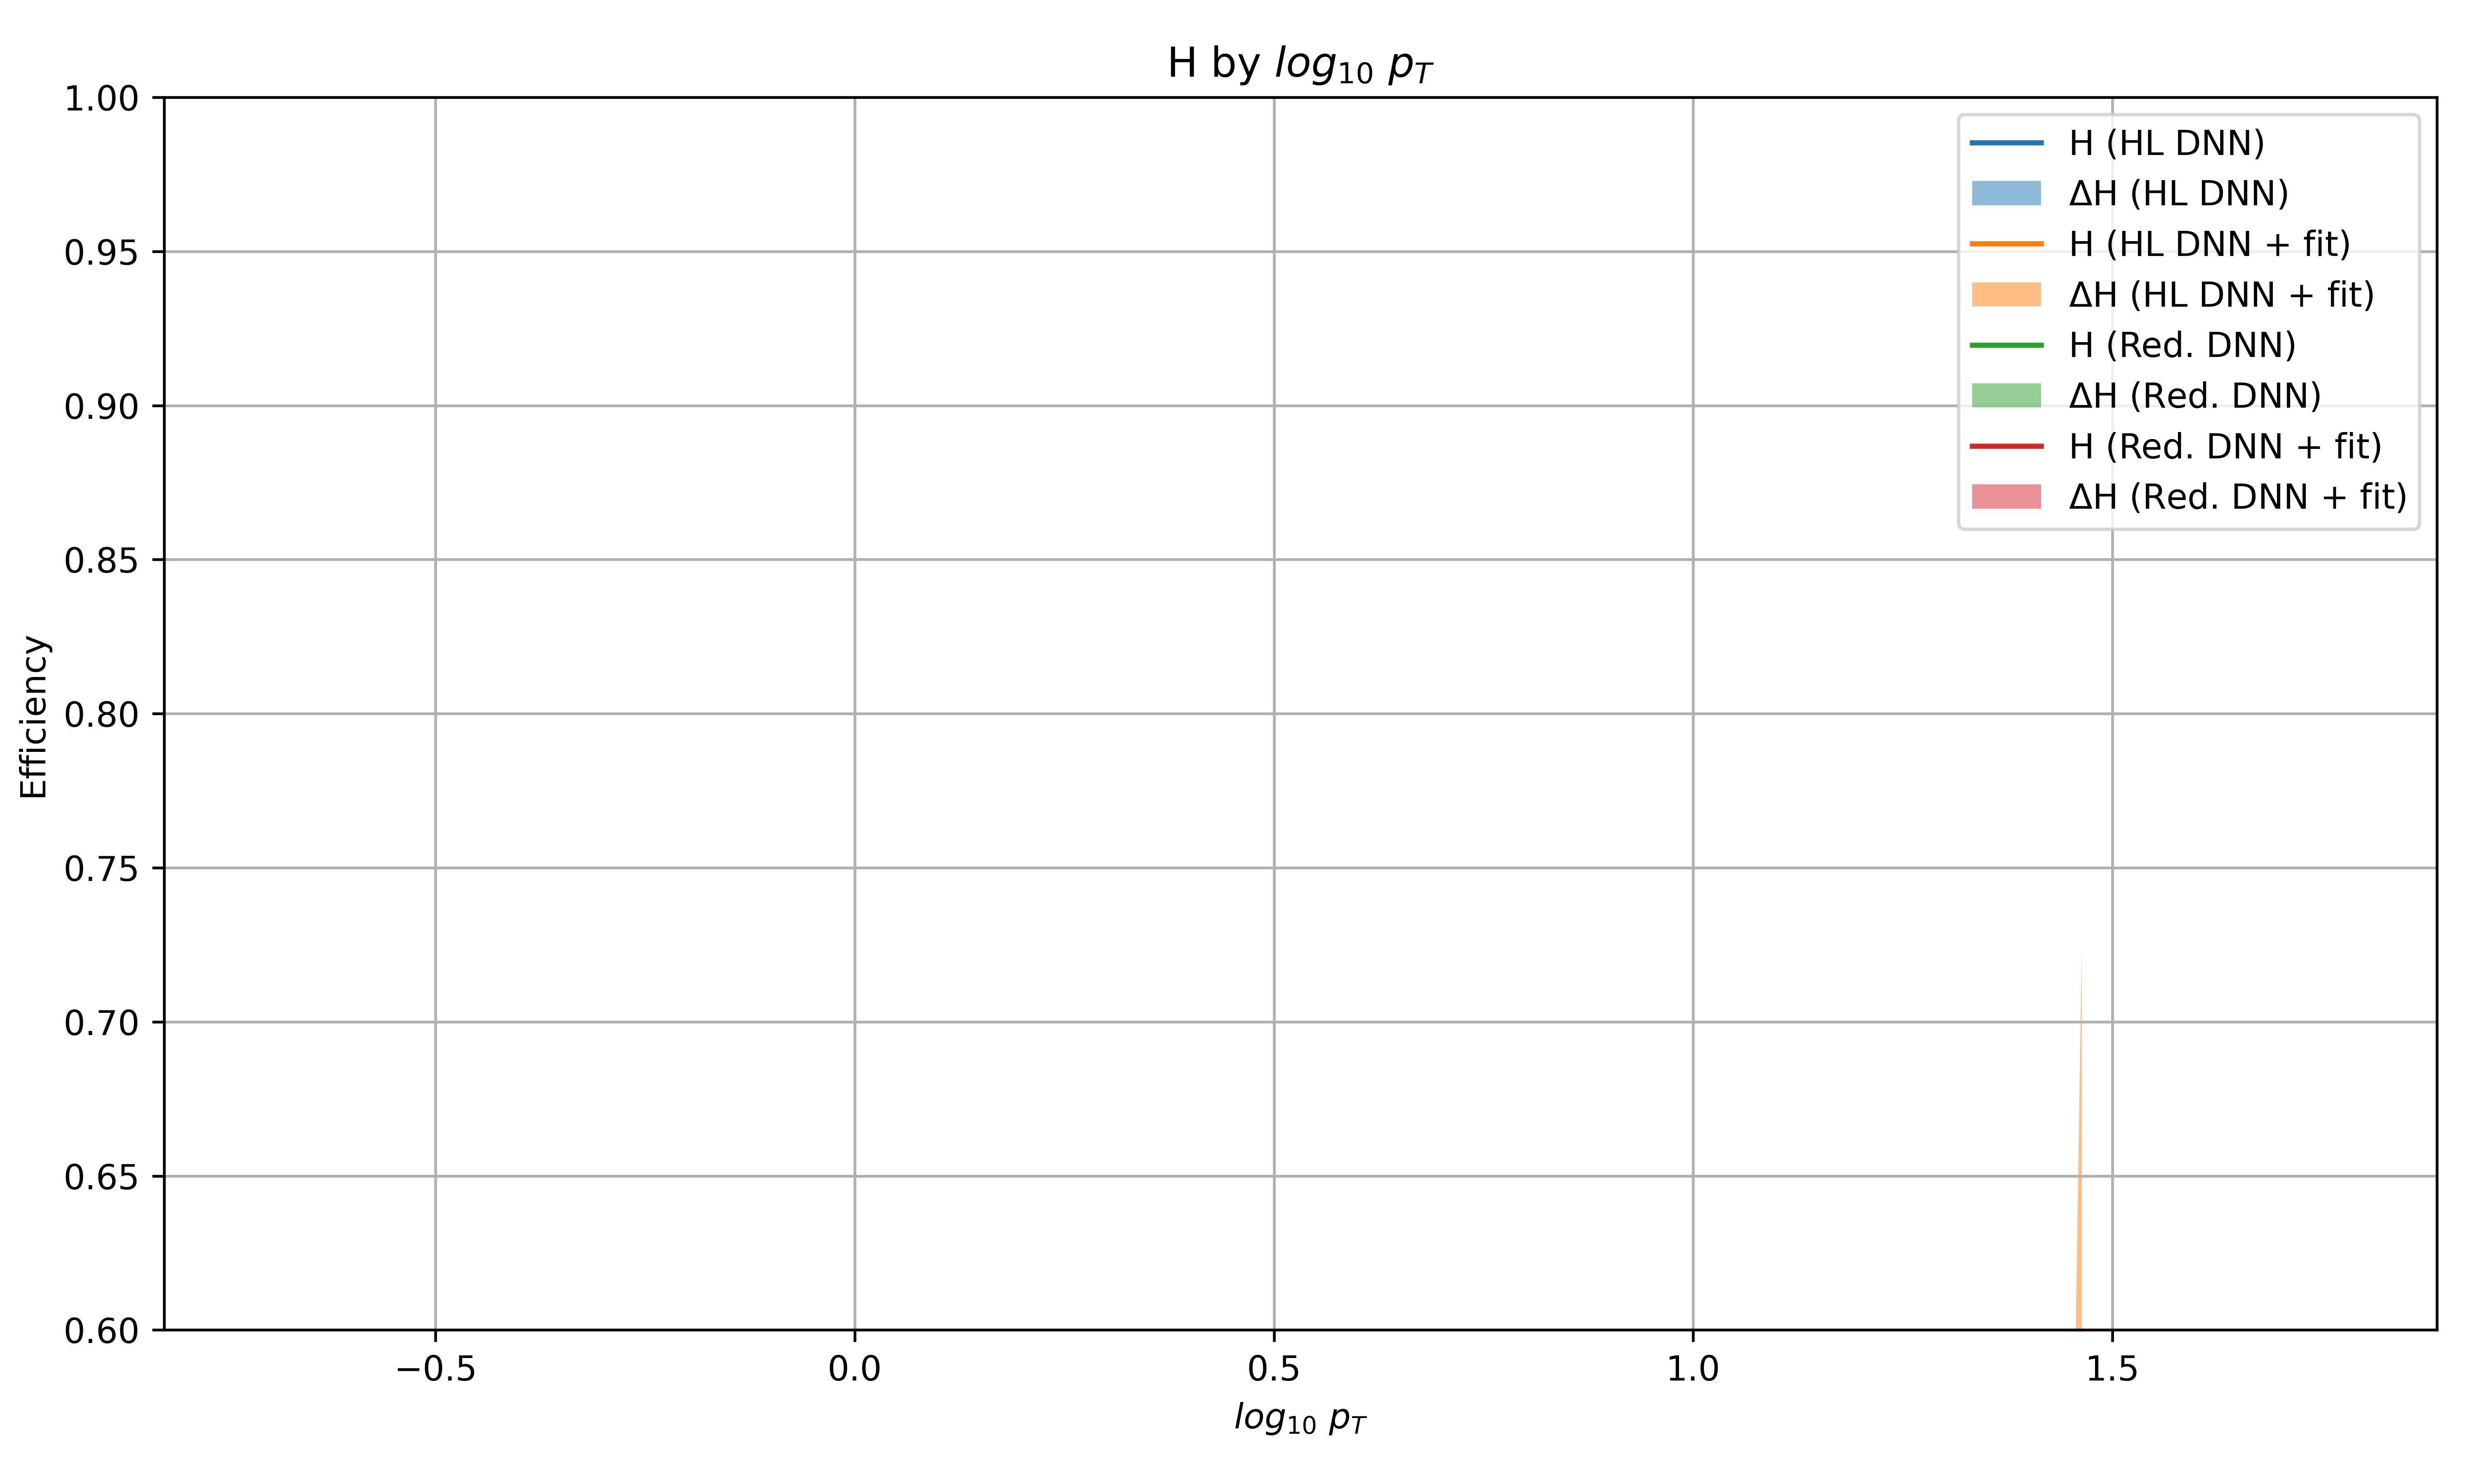 H by log₁₀ p_T
1.00
0.95
0.90
0.85
0.80
0.75
0.70
0.65
0.60
Efficiency
H (HL DNN)
ΔH (HL DNN)
H (HL DNN + fit)
ΔH (HL DNN + fit)
H (Red. DNN)
ΔH (Red. DNN)
H (Red. DNN + fit)
ΔH (Red. DNN + fit)
−0.5 0.0 0.5 1.0 1.5
log₁₀ p_T